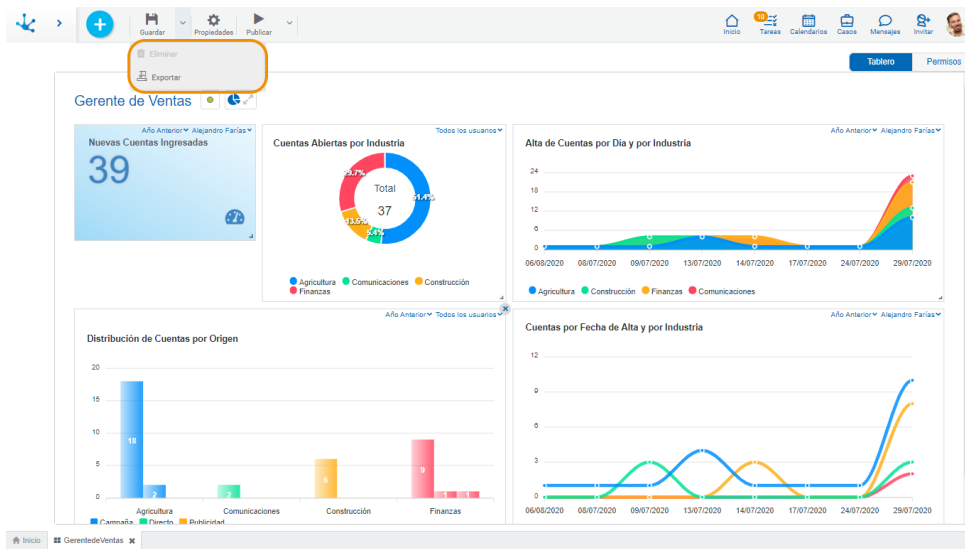 Guardar
Propiedades
Publicar
Inicio
10
Tareas
Calendarios
Casos
Mensajes
Invitar
Eliminar
Exportar
Tablero
Permisos
Gerente de Ventas
Año Anterior Alejandro Farías
Nuevas Cuentas Ingresadas
39
Todos los usuarios
Cuentas Abiertas por Industria
Total
37
61.4%
5.4%
13.5%
Agricultura Comunicaciones Construcción
Finanzas
Año Anterior Alejandro Farías
Alta de Cuentas por Dia y por Industria
24
18
12
6
0
06/08/2020 08/07/2020 09/07/2020 13/07/2020 14/07/2020 17/07/2020 24/07/2020 29/07/2020
Agricultura Construcción Finanzas Comunicaciones
Año Anterior Todos los usuarios
Distribución de Cuentas por Origen
20
15
10
5
0
18
2
2
6
9
1
1
Agricultura Comunicaciones Construcción Finanzas
Campaña Directo Publicidad
Año Anterior Alejandro Farías
Cuentas por Fecha de Alta y por Industria
12
9
6
3
0
06/08/2020 08/07/2020 09/07/2020 13/07/2020 14/07/2020 17/07/2020 24/07/2020 29/07/2020
Inicio
GerentedeVentas